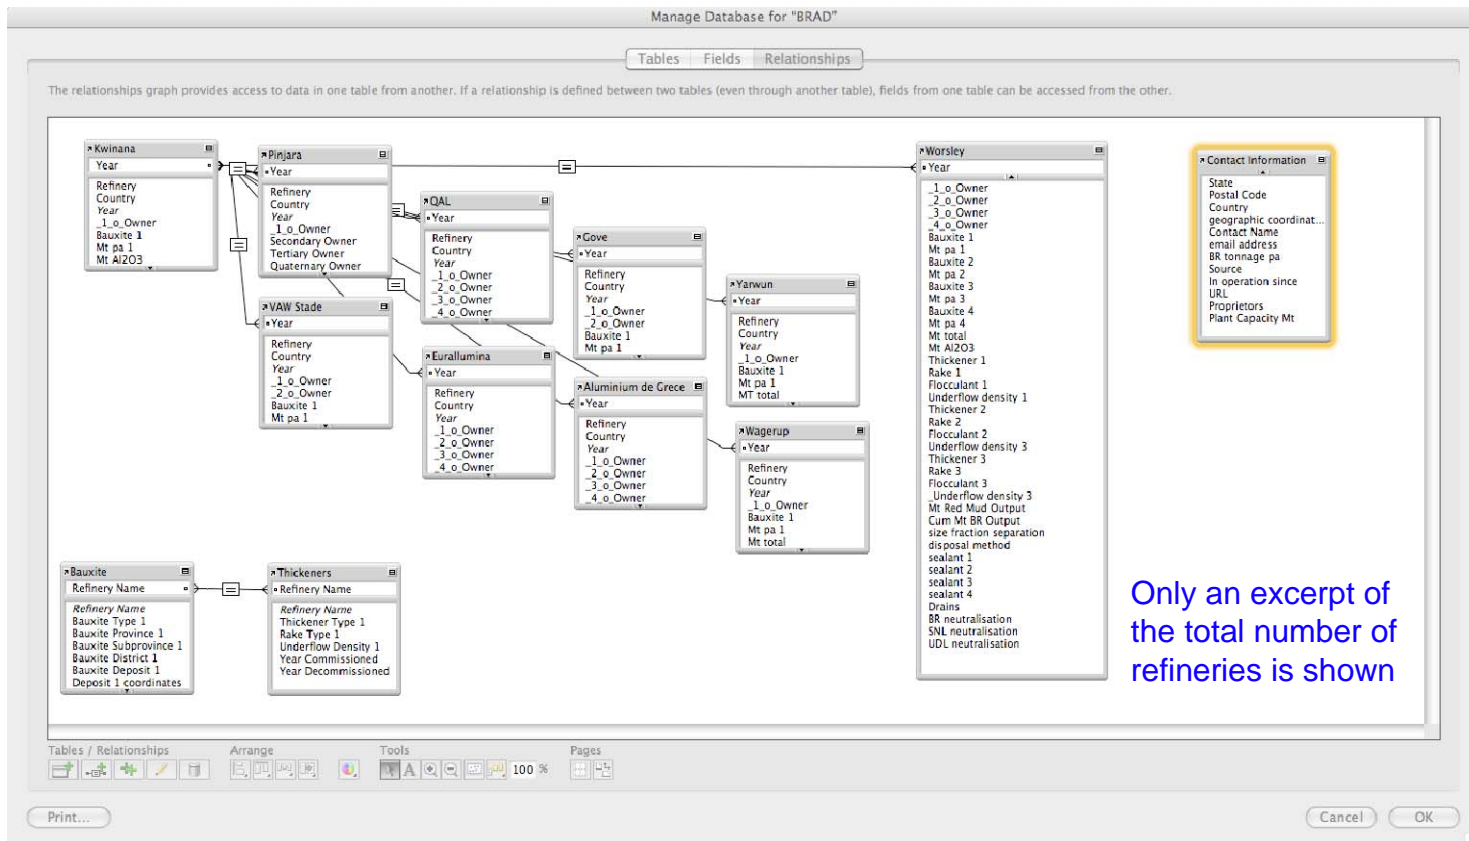 Manage Database for "BRAD"
Tables Fields Relationships
The relationships graph provides access to data in one table from another. If a relationship is defined between two tables (even through another table), fields from one table can be accessed from the other.
Kwinana
Year
Refinery
Country
Year
_1_o_Owner
Bauxite 1
Mt pa 1
Mt Al2O3
Pinjara
Year
Refinery
Country
Year
_1_o_Owner
Secondary Owner
Tertiary Owner
Quaternary Owner
QAL
Year
Refinery
Country
Year
_1_o_Owner
_2_o_Owner
_3_o_Owner
_4_o_Owner
Gove
Year
Refinery
Country
Year
_1_o_Owner
_2_o_Owner
Bauxite 1
Mt pa 1
Yarwun
Year
Refinery
Country
Year
_1_o_Owner
Bauxite 1
Mt pa 1
MT total
VAW Stade
Year
Refinery
Country
Year
_1_o_Owner
_2_o_Owner
Bauxite 1
Mt pa 1
Eurallumina
Year
Refinery
Country
Year
_1_o_Owner
_2_o_Owner
_3_o_Owner
_4_o_Owner
Aluminium de Grece
Year
Refinery
Country
Year
_1_o_Owner
_2_o_Owner
_3_o_Owner
_4_o_Owner
Wagerup
Year
Refinery
Country
Year
_1_o_Owner
Bauxite 1
Mt pa 1
Mt total
Worsley
Year
_1_o_Owner
_2_o_Owner
_3_o_Owner
_4_o_Owner
Bauxite 1
Mt pa 1
Bauxite 2
Mt pa 2
Bauxite 3
Mt pa 3
Bauxite 4
Mt pa 4
Mt total
Mt Al2O3
Thickener 1
Rake 1
Flocculant 1
Underflow density 1
Thickener 2
Rake 2
Flocculant 2
Underflow density 3
Thickener 3
Rake 3
Flocculant 3
_Underflow density 3
Mt Red Mud Output
Cum Mt BR Output
size fraction separation
disposal method
sealant 1
sealant 2
sealant 3
sealant 4
Drains
BR neutralisation
SNL neutralisation
UDL neutralisation
Contact Information
State
Postal Code
Country
geographic coordinat...
Contact Name
email address
BR tonnage pa
Source
In operation since
URL
Proprietors
Plant Capacity Mt
Bauxite
Refinery Name
Refinery Name
Bauxite Type 1
Bauxite Province 1
Bauxite Subprovince 1
Bauxite District 1
Bauxite Deposit 1
Deposit 1 coordinates
Thickeners
Refinery Name
Refinery Name
Thickener Type 1
Rake Type 1
Underflow Density 1
Year Commissioned
Year Decommissioned
Only an excerpt of
the total number of
refineries is shown
Tables / Relationships Arrange Tools Pages
A 100 %
Print... Cancel OK